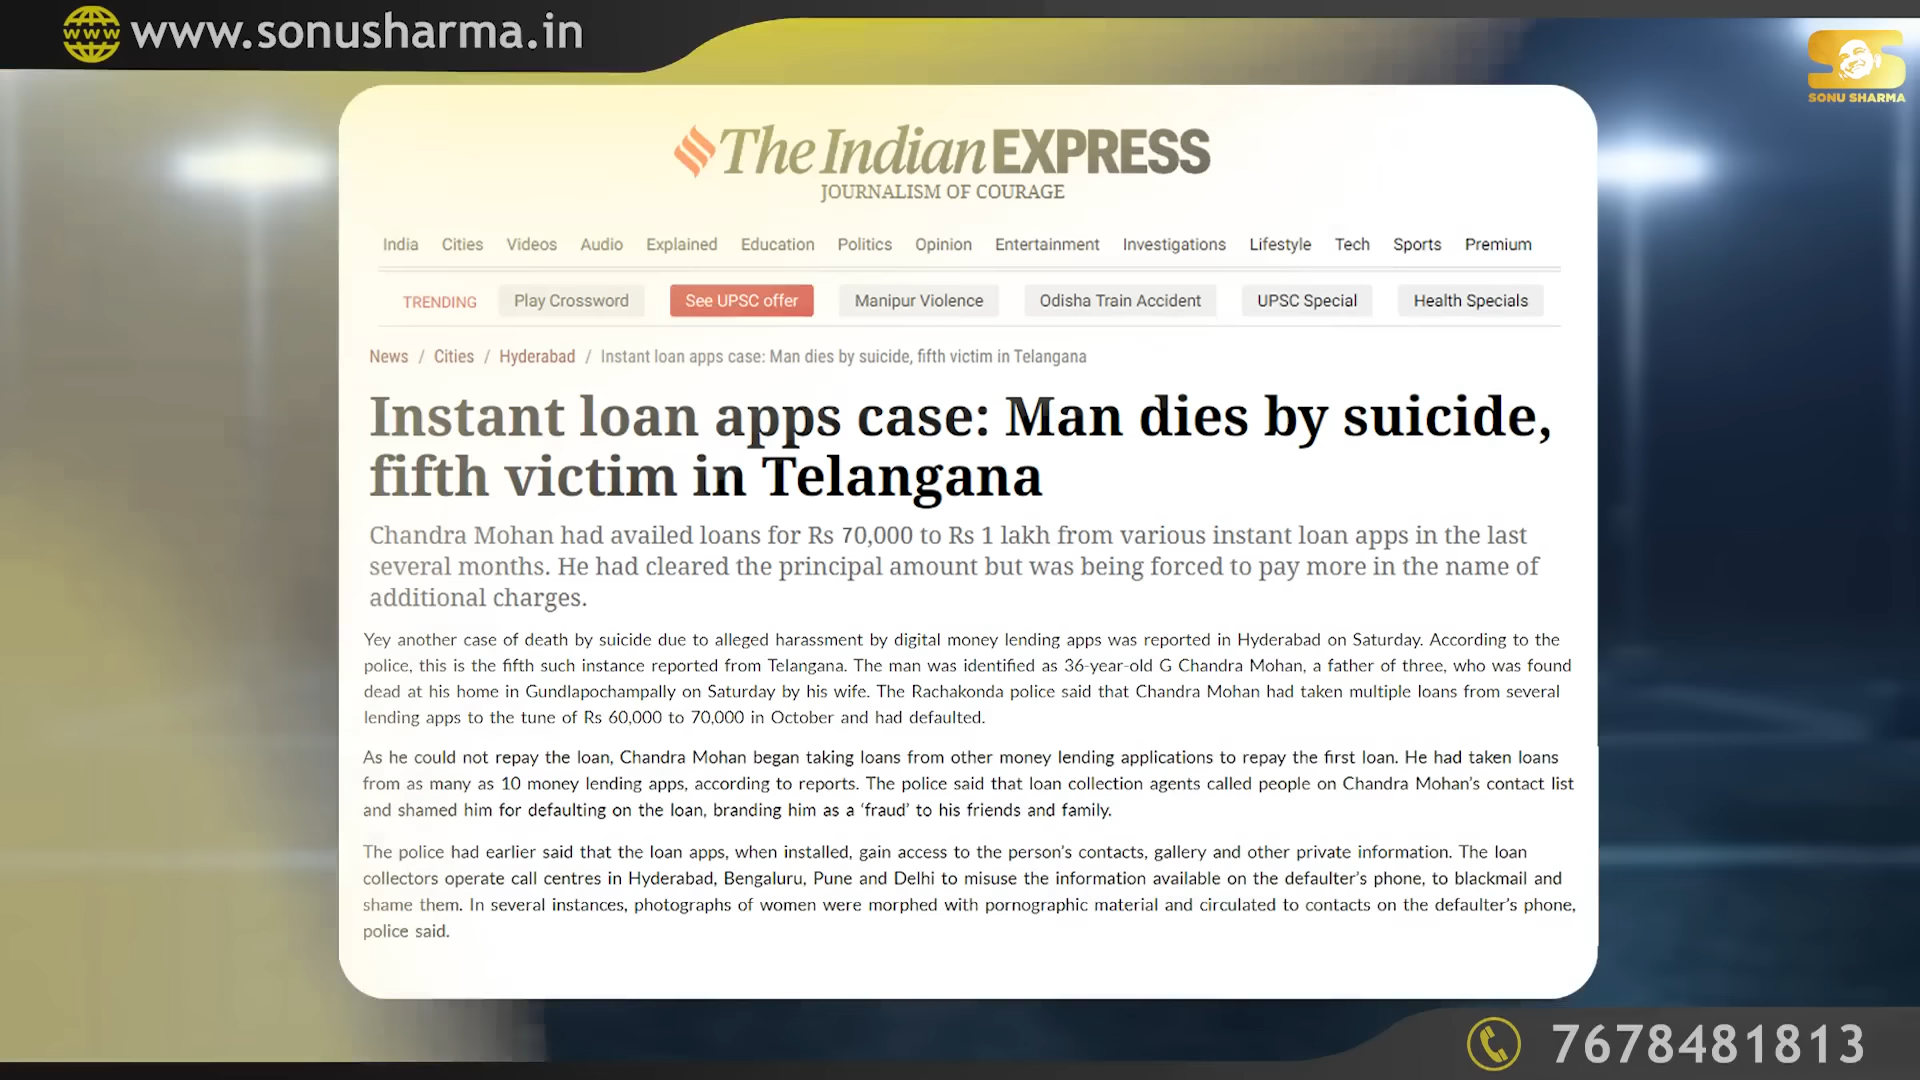 www.sonusharma.in
SONU SHARMA
The Indian EXPRESS
JOURNALISM OF COURAGE
India Cities Videos Audio Explained Education Politics Opinion Entertainment Investigations Lifestyle Tech Sports Premium
TRENDING Play Crossword See UPSC offer Manipur Violence Odisha Train Accident UPSC Special Health Specials
News / Cities / Hyderabad / Instant loan apps case: Man dies by suicide, fifth victim in Telangana
Instant loan apps case: Man dies by suicide,
fifth victim in Telangana
Chandra Mohan had availed loans for Rs 70,000 to Rs 1 lakh from various instant loan apps in the last
several months. He had cleared the principal amount but was being forced to pay more in the name of
additional charges.
Yey another case of death by suicide due to alleged harassment by digital money lending apps was reported in Hyderabad on Saturday. According to the
police, this is the fifth such instance reported from Telangana. The man was identified as 36-year-old G Chandra Mohan, a father of three, who was found
dead at his home in Gundlapochampally on Saturday by his wife. The Rachakonda police said that Chandra Mohan had taken multiple loans from several
lending apps to the tune of Rs 60,000 to 70,000 in October and had defaulted.
As he could not repay the loan, Chandra Mohan began taking loans from other money lending applications to repay the first loan. He had taken loans
from as many as 10 money lending apps, according to reports. The police said that loan collection agents called people on Chandra Mohan's contact list
and shamed him for defaulting on the loan, branding him as a ‘fraud’ to his friends and family.
The police had earlier said that the loan apps, when installed, gain access to the person's contacts, gallery and other private information. The loan
collectors operate call centres in Hyderabad, Bengaluru, Pune and Delhi to misuse the information available on the defaulter's phone, to blackmail and
shame them. In several instances, photographs of women were morphed with pornographic material and circulated to contacts on the defaulter's phone,
police said.
7678481813